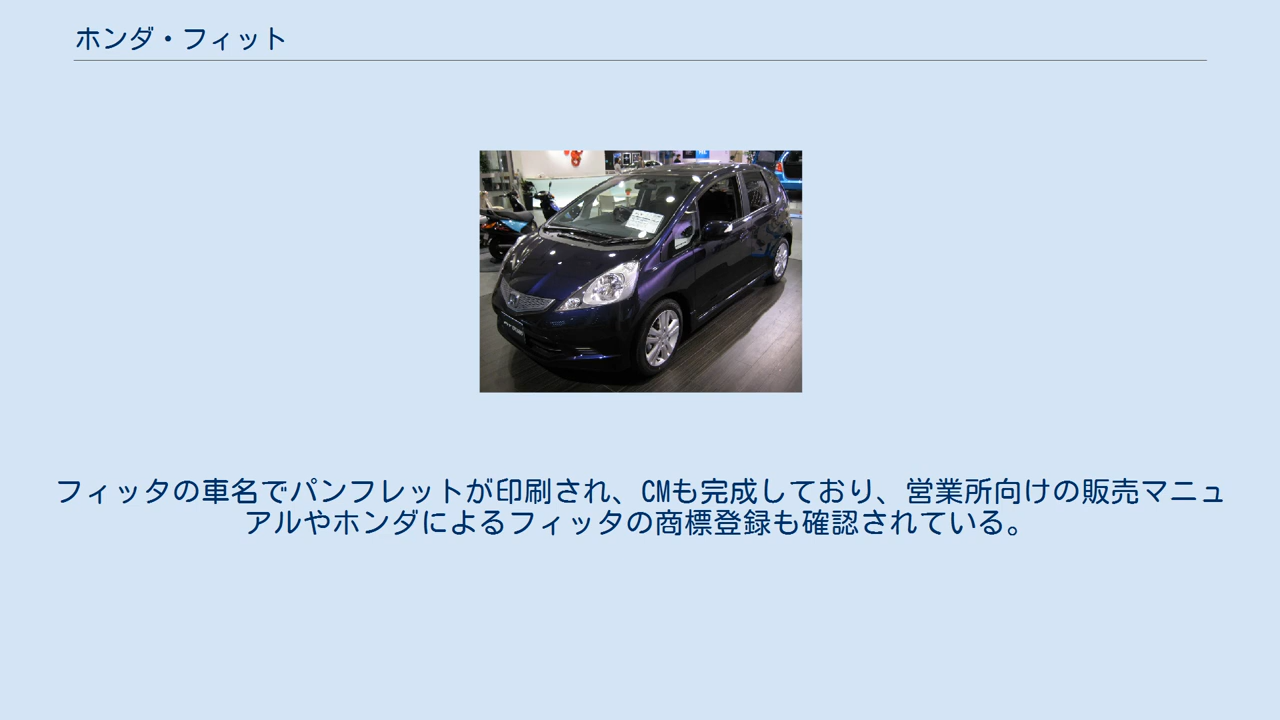 ホンダ・フィット
フィッタの車名でパンフレットが印刷され、CMも完成しており、営業所向けの販売マニュ
アルやホンダによるフィッタの商標登録も確認されている。